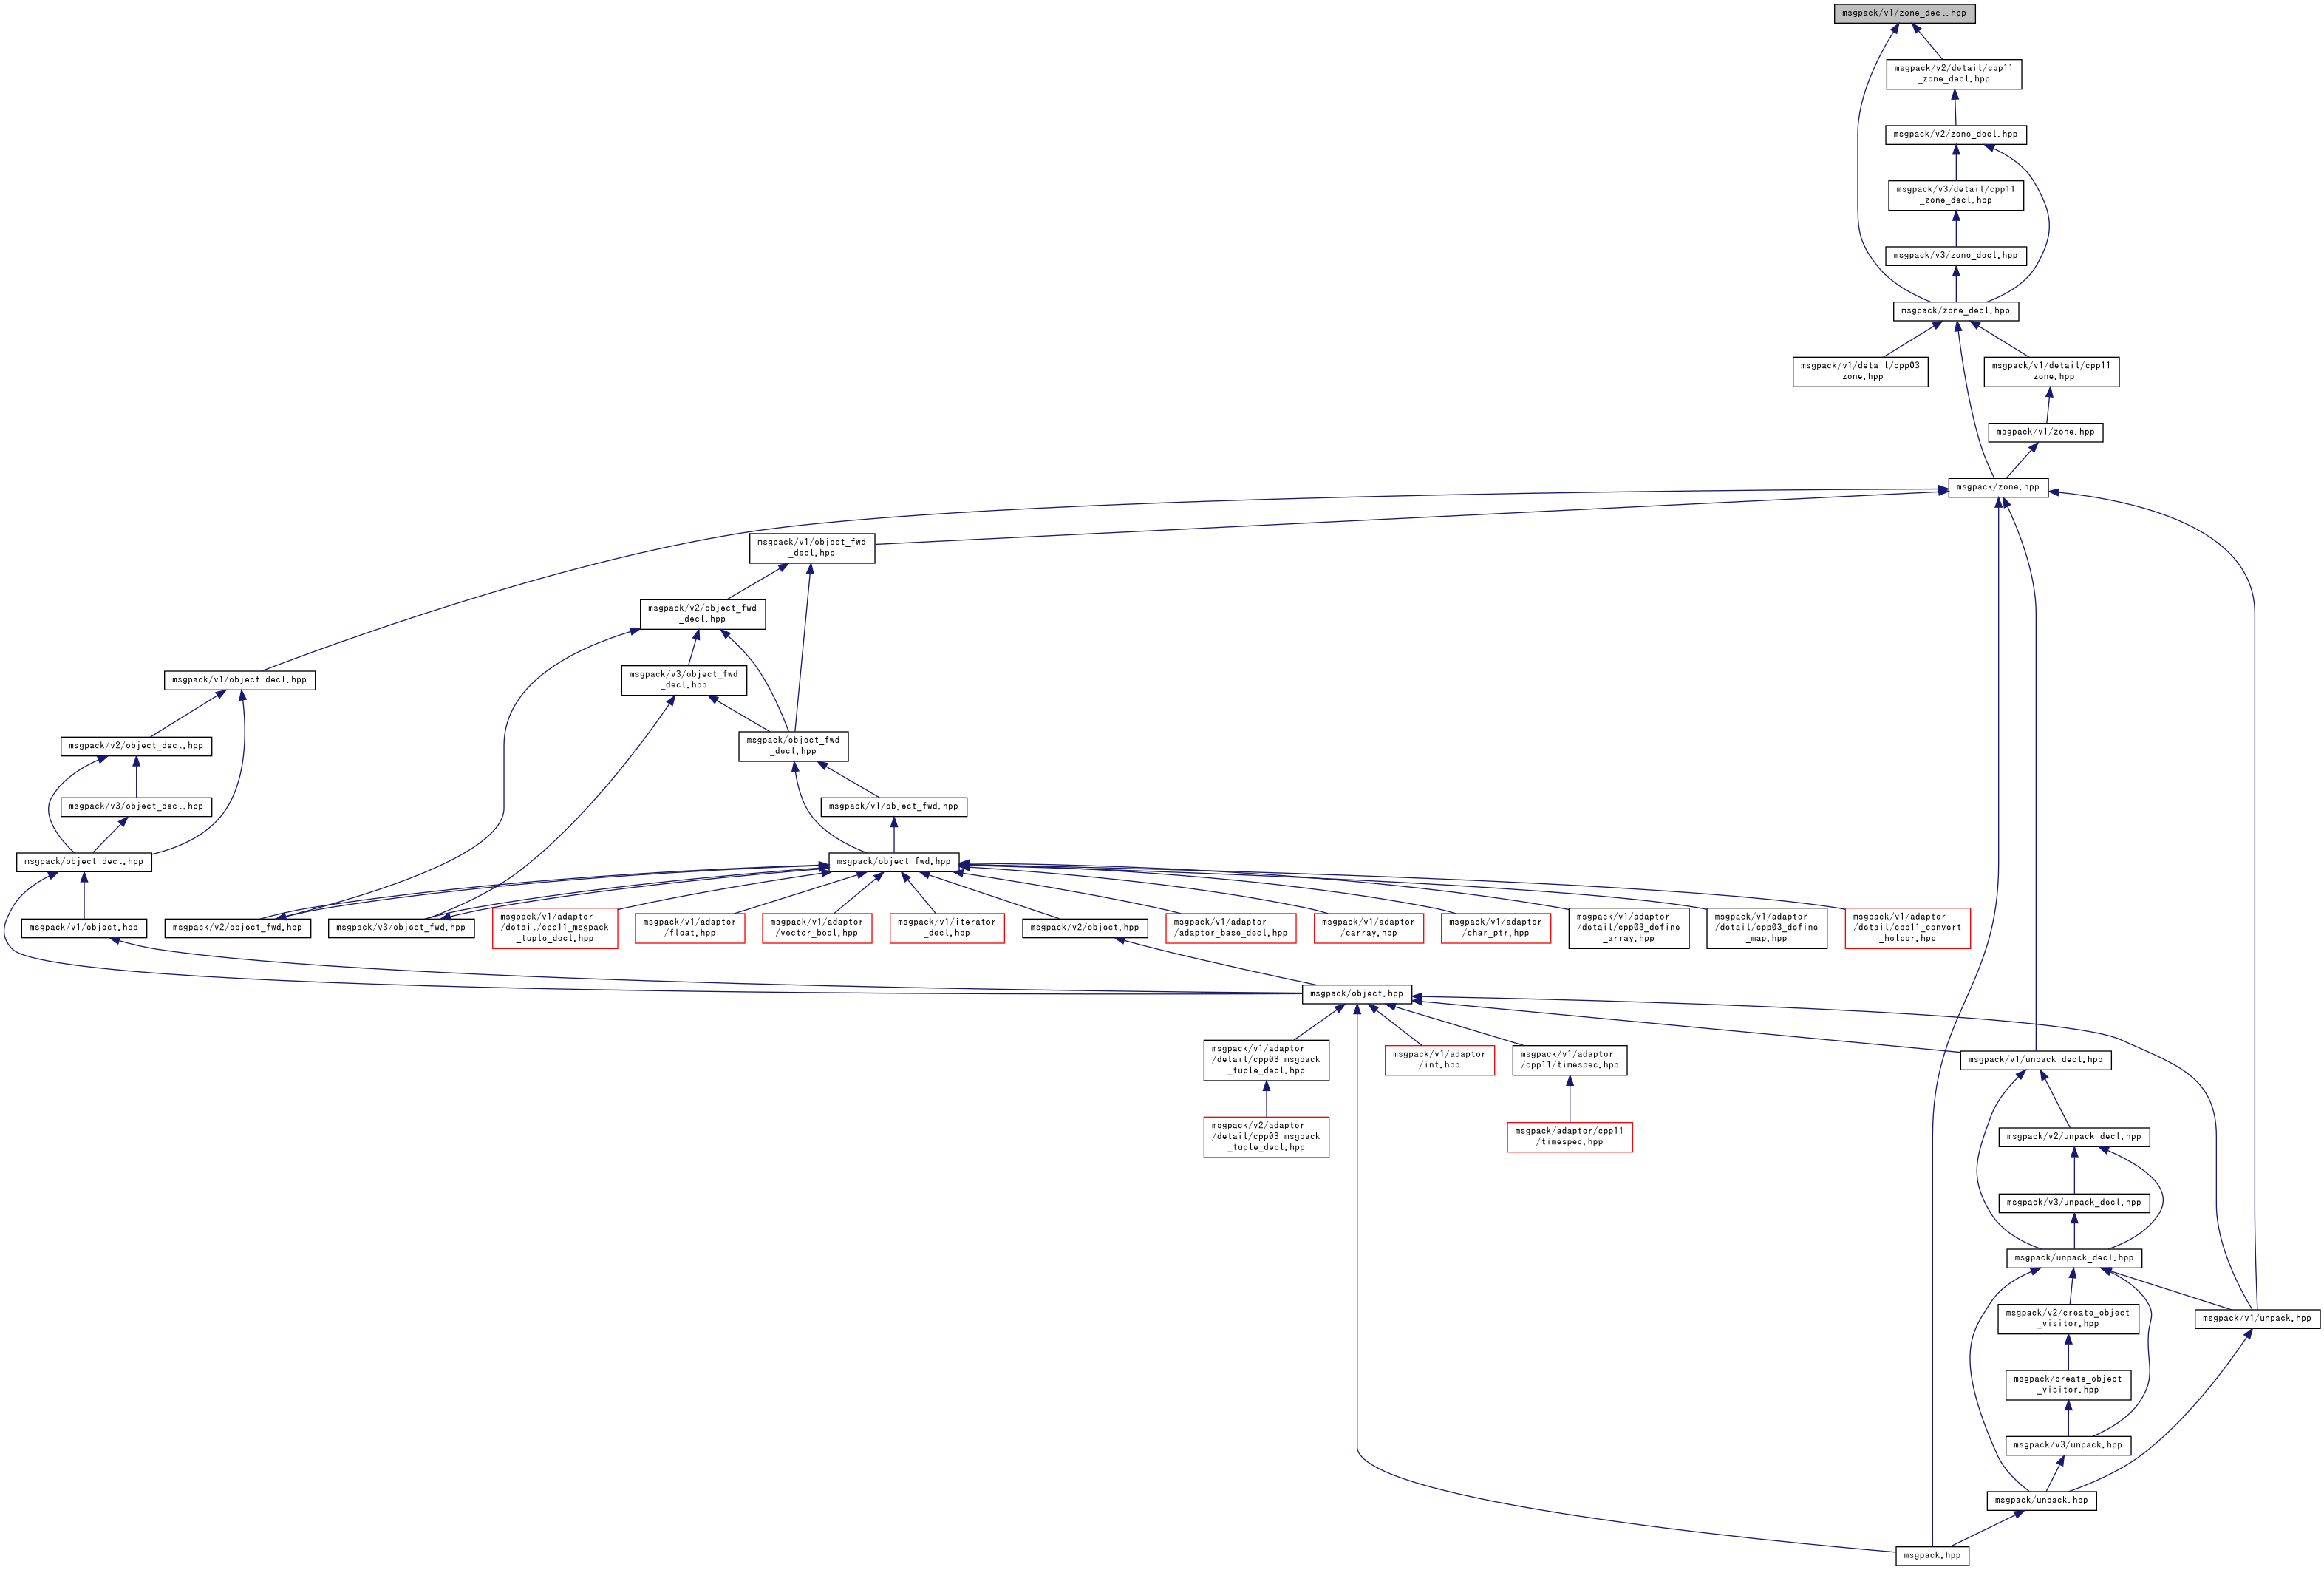 msgpack/v1/zone_decl.hpp
msgpack/v2/detail/cpp11
_zone_decl.hpp
msgpack/v2/zone_decl.hpp
msgpack/v3/detail/cpp11
_zone_decl.hpp
msgpack/v3/zone_decl.hpp
msgpack/zone_decl.hpp
msgpack/v1/detail/cpp03
_zone.hpp
msgpack/v1/detail/cpp11
_zone.hpp
msgpack/v1/zone.hpp
msgpack/zone.hpp
msgpack/v1/object_fwd
_decl.hpp
msgpack/v2/object_fwd
_decl.hpp
msgpack/v3/object_fwd
_decl.hpp
msgpack/v1/object_decl.hpp
msgpack/v2/object_decl.hpp
msgpack/object_fwd
_decl.hpp
msgpack/v3/object_decl.hpp
msgpack/v1/object_fwd.hpp
msgpack/object_decl.hpp
msgpack/object_fwd.hpp
msgpack/v1/object.hpp
msgpack/v2/object_fwd.hpp
msgpack/v3/object_fwd.hpp
msgpack/v1/adaptor
/detail/cpp11_msgpack
_tuple_decl.hpp
msgpack/v1/adaptor
/float.hpp
msgpack/v1/adaptor
/vector_bool.hpp
msgpack/v1/iterator
_decl.hpp
msgpack/v2/object.hpp
msgpack/v1/adaptor
/adaptor_base_decl.hpp
msgpack/v1/adaptor
/carray.hpp
msgpack/v1/adaptor
/char_ptr.hpp
msgpack/v1/adaptor
/detail/cpp03_define
_array.hpp
msgpack/v1/adaptor
/detail/cpp03_define
_map.hpp
msgpack/v1/adaptor
/detail/cpp11_convert
_helper.hpp
msgpack/object.hpp
msgpack/v1/adaptor
/detail/cpp03_msgpack
_tuple_decl.hpp
msgpack/v1/adaptor
/int.hpp
msgpack/v1/adaptor
/cpp11/timespec.hpp
msgpack/v1/unpack_decl.hpp
msgpack/v2/adaptor
/detail/cpp03_msgpack
_tuple_decl.hpp
msgpack/adaptor/cpp11
/timespec.hpp
msgpack/v2/unpack_decl.hpp
msgpack/v3/unpack_decl.hpp
msgpack/unpack_decl.hpp
msgpack/v2/create_object
_visitor.hpp
msgpack/v1/unpack.hpp
msgpack/create_object
_visitor.hpp
msgpack/v3/unpack.hpp
msgpack/unpack.hpp
msgpack.hpp